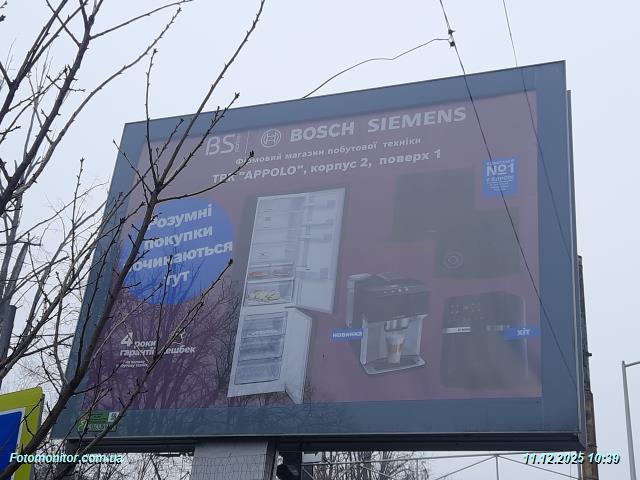 BS BOSCH SIEMENS
Фірмовий магазин побутової техніки
ТРК "APPOLO", корпус 2, поверх 1
№1
Розумні
покупки
починаються
тут
4 роки
гарантії
кешбек
НОВИНКА
ХІТ
Fotomonitor.com.ua
11.12.2025 10:39